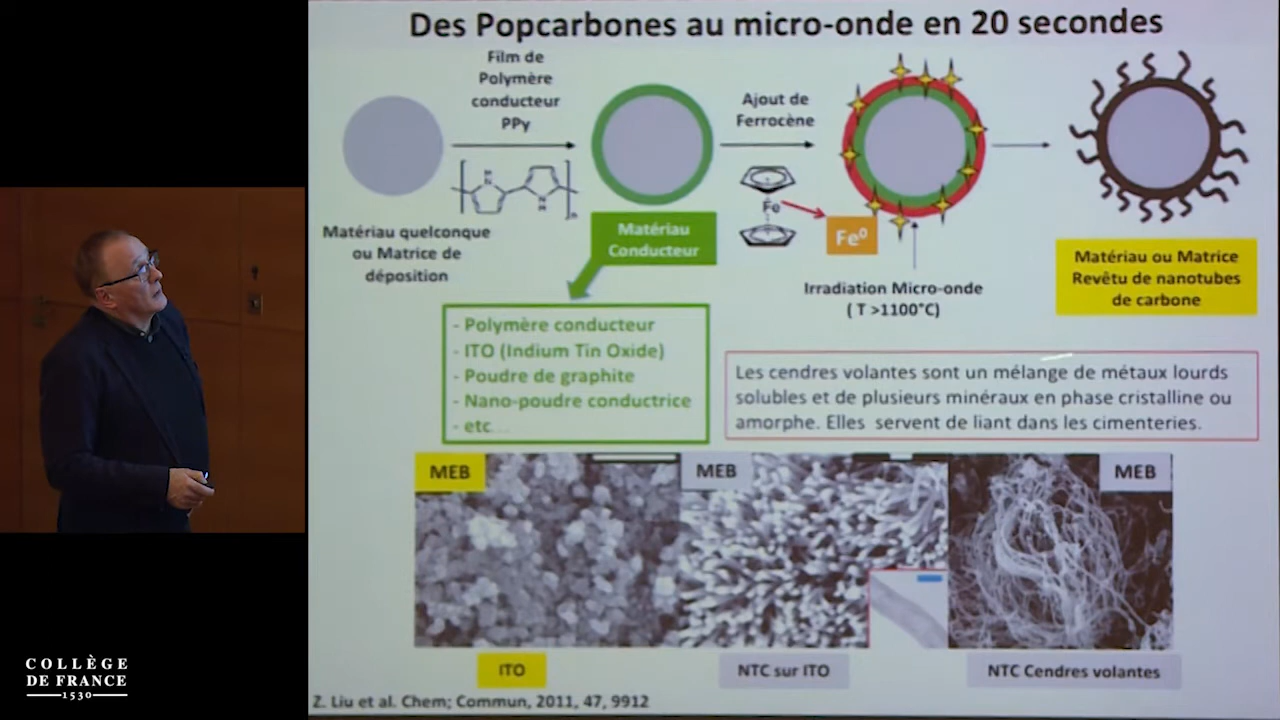 Des Popcarbones au micro-onde en 20 secondes
Film de
Polymère
conducteur
PPy
H
N
N
H
n
Matériau quelconque
ou Matrice de
déposition
Matériau
Conducteur
Ajout de
Ferrocène
Fe
Fe⁰
Irradiation Micro-onde
( T >1100°C)
Matériau ou Matrice
Revêtu de nanotubes
de carbone
- Polymère conducteur
- ITO (Indium Tin Oxide)
- Poudre de graphite
- Nano-poudre conductrice
- etc...
Les cendres volantes sont un mélange de métaux lourds
solubles et de plusieurs minéraux en phase cristalline ou
amorphe. Elles servent de liant dans les cimenteries.
MEB
MEB
MEB
ITO
NTC sur ITO
NTC Cendres volantes
Z. Liu et al. Chem; Commun, 2011, 47, 9912
COLLÈGE
DE FRANCE
1530